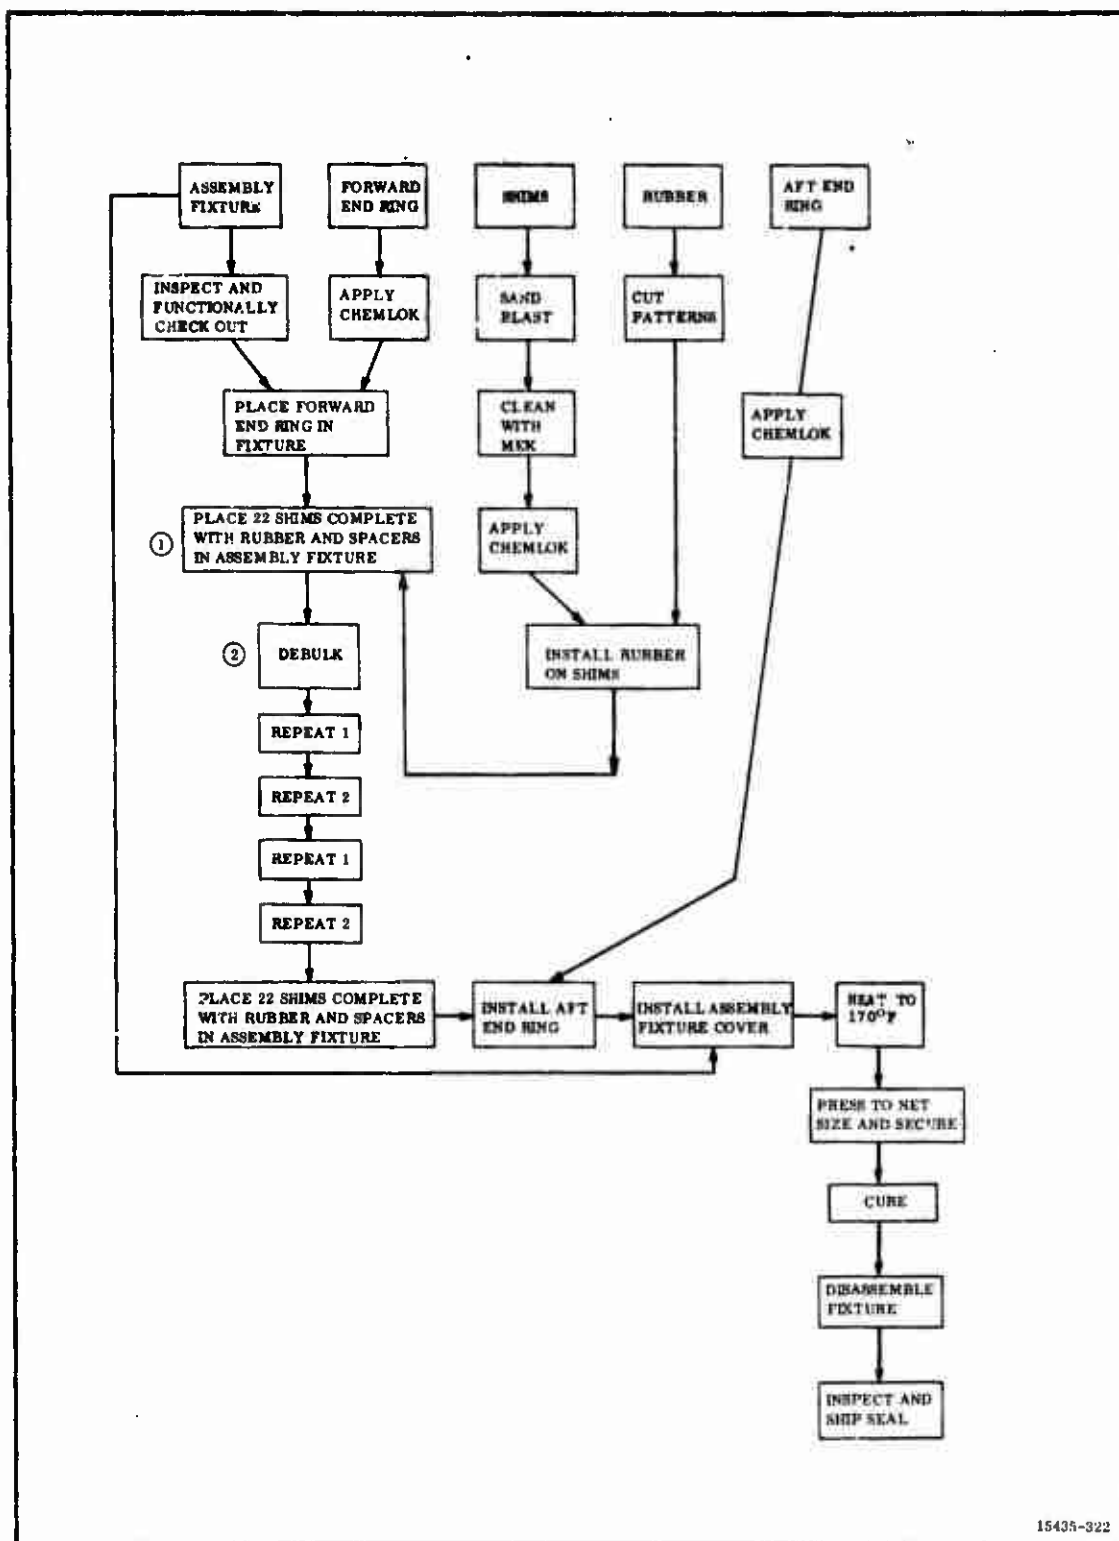 ASSEMBLY
FIXTURE
FORWARD
END RING
SHIMS
RUBBER
AFT END
RING
INSPECT AND
FUNCTIONALLY
CHECK OUT
APPLY
CHEMLOK
SAND
BLAST
CUT
PATTERNS
PLACE FORWARD
END RING IN
FIXTURE
CLEAN
WITH
MEK
APPLY
CHEMLOK
1
PLACE 22 SHIMS COMPLETE
WITH RUBBER AND SPACERS
IN ASSEMBLY FIXTURE
APPLY
CHEMLOK
2
DEBULK
INSTALL RUBBER
ON SHIMS
REPEAT 1
REPEAT 2
REPEAT 1
REPEAT 2
PLACE 22 SHIMS COMPLETE
WITH RUBBER AND SPACERS
IN ASSEMBLY FIXTURE
INSTALL AFT
END RING
INSTALL ASSEMBLY
FIXTURE COVER
HEAT TO
170°F
PRESS TO NET
SIZE AND SECURE
CURE
DISASSEMBLE
FIXTURE
INSPECT AND
SHIP SEAL
15435-322